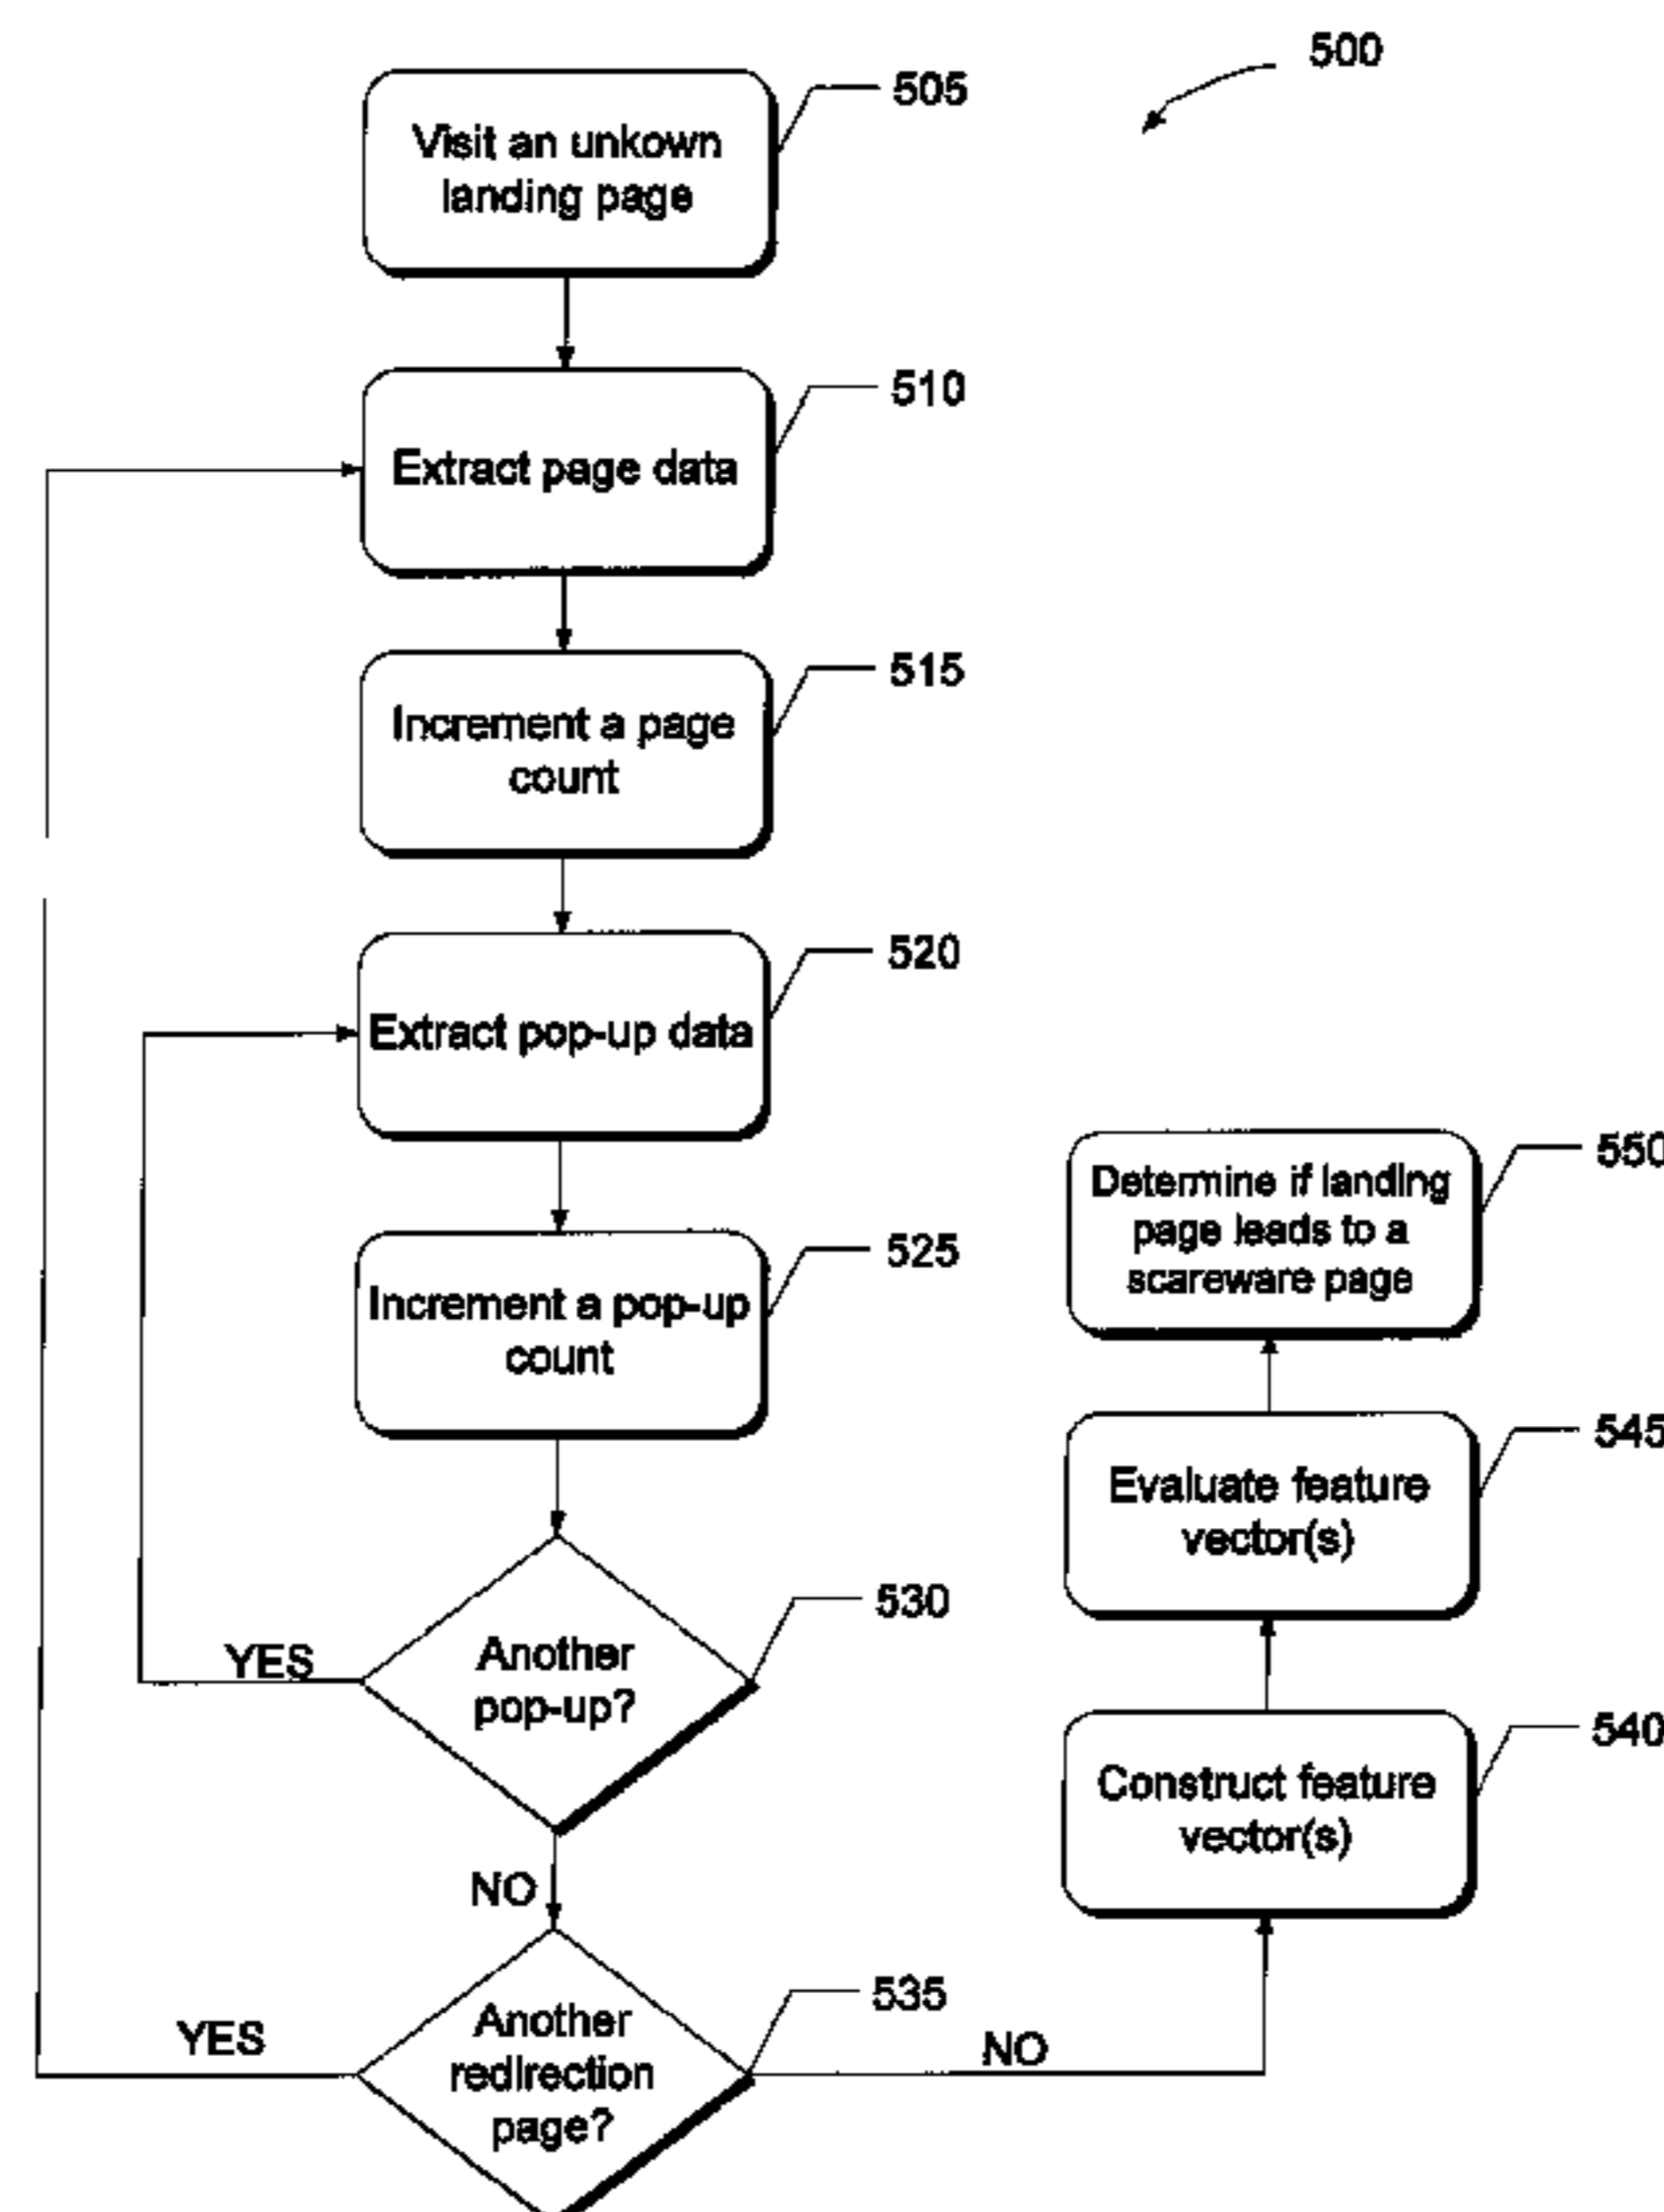 500
505
Visit an unkown
landing page
510
Extract page data
515
Increment a page
count
520
Extract pop-up data
525
Increment a pop-up
count
530
Another
pop-up?
YES
NO
535
Another
redirection
page?
YES
NO
540
Construct feature
vector(s)
545
Evaluate feature
vector(s)
550
Determine if landing
page leads to a
scareware page